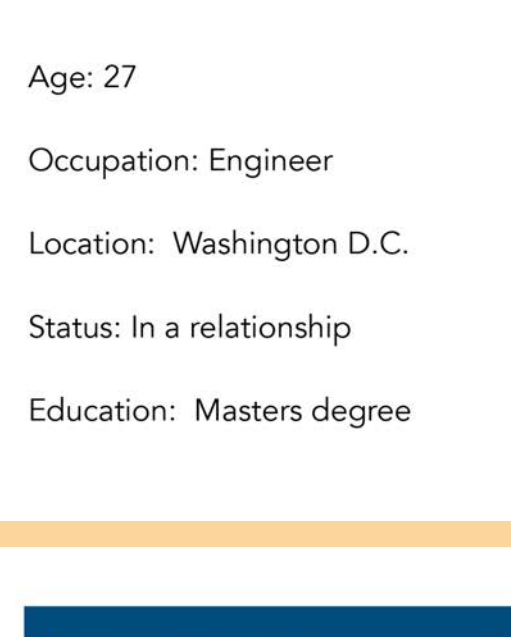 Age: 27
Occupation: Engineer
Location:  Washington D.C.
Status: In a relationship
Education:  Masters degree